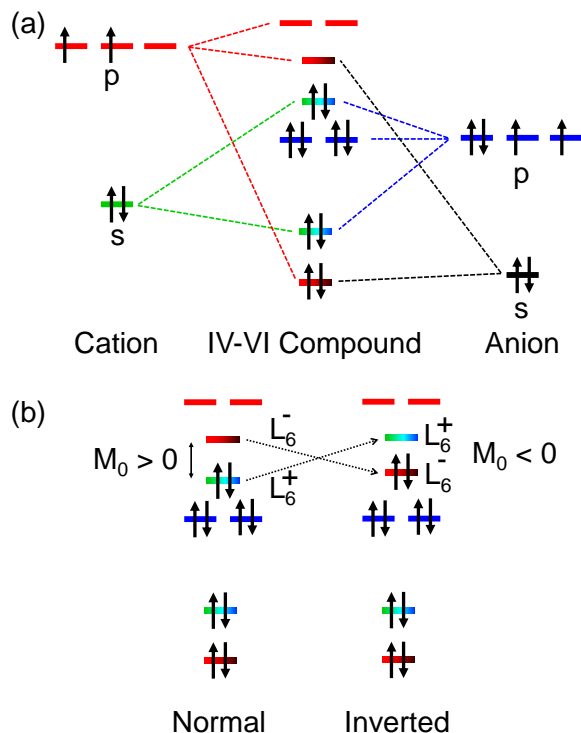 (a)
p
p
s
s
Cation IV-VI Compound Anion
(b)
L₆⁻ L₆⁺
M₀ > 0 M₀ < 0
L₆⁺ L₆⁻
Normal Inverted